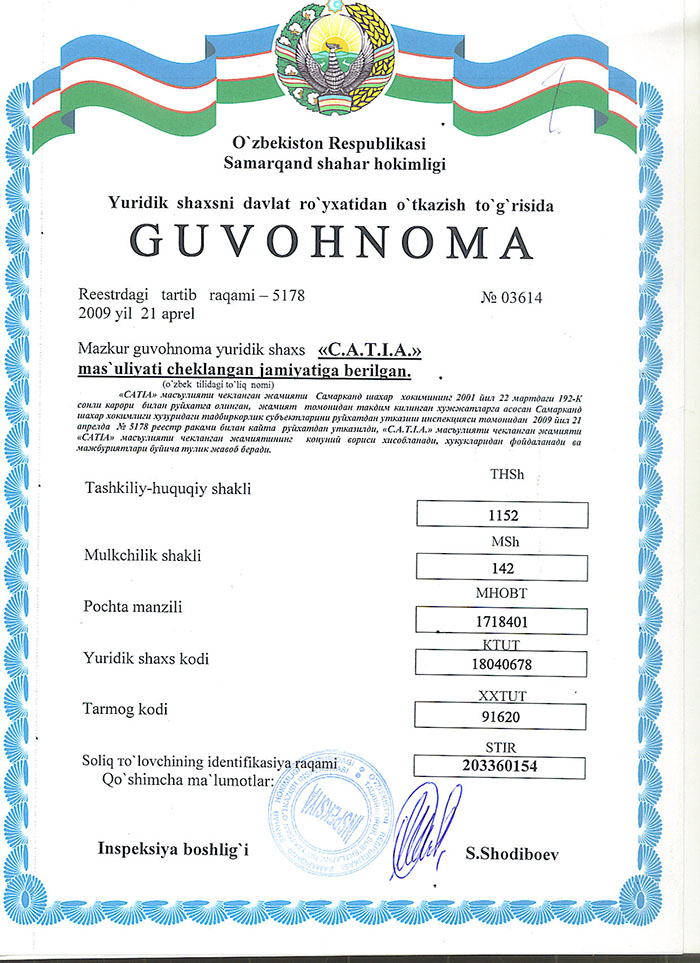 O`zbekiston Respublikasi
Samarqand shahar hokimligi
Yuridik shaxsni davlat ro`yxatidan o`tkazish to`g`risida
GUVOHNOMA
Reestrdagi tartib raqami – 5178 № 03614
2009 yil 21 aprel
Mazkur guvohnoma yuridik shaxs «C.A.T.I.A.»
mas`uliyati cheklangan jamiyatiga berilgan.
(o`zbek tilidagi to`liq nomi)
«CATIA» масъулияти чекланган жамияти Самарканд шахар хокимининг 2001 йил 22 мартдаги 192-К
сонли карори билан руйхатга олинган, жамият томонидан такдим килинган хужжатларга асосан Самарканд
шахар хокимлиги хузуридаги тадбиркорлик субъектларини руйхатдан утказиш инспекцияси томонидан 2009 йил 21
апрелда № 5178 реестр раками билан кайта руйхатдан утказилди, «C.A.T.I.A.» масъулияти чекланган жамияти
«CATIA» масъулияти чекланган жамиятининг конуний вориси хисобланади, хукукларидан фойдаланади ва
мажбуриятлари буйича тулик жавоб беради.
Tashkiliy-huquqiy shakli THSh
1152
Mulkchilik shakli MSh
142
Pochta manzili MHOBT
1718401
Yuridik shaxs kodi KTUT
18040678
Tarmog kodi XXTUT
91620
Soliq to`lovchining identifikasiya raqami STIR
203360154
Qo`shimcha ma`lumotlar:
INSPEKSIYA
Inspeksiya boshlig`i S.Shodiboev